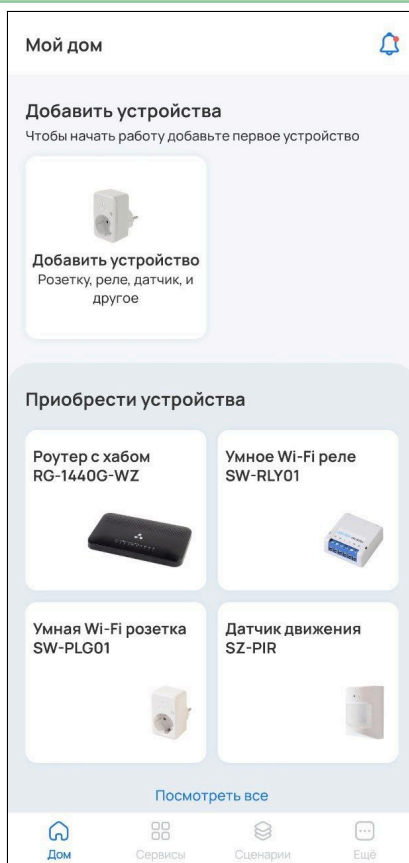 Мой дом
Добавить устройства
Чтобы начать работу добавьте первое устройство
Добавить устройство
Розетку, реле, датчик, и
другое
Приобрести устройства
Роутер с хабом
RG-1440G-WZ
Умное Wi-Fi реле
SW-RLY01
Умная Wi-Fi розетка
SW-PLG01
Датчик движения
SZ-PIR
Посмотреть все
Дом
Сервисы
Сценарии
Ещё